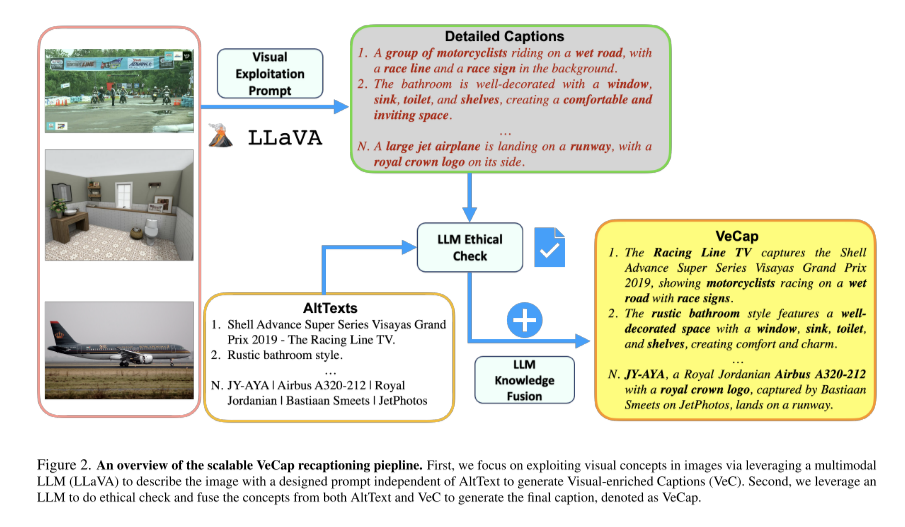 Visual
Exploitation
Prompt
LLaVA
Detailed Captions
1. A group of motorcyclists riding on a wet road, with
a race line and a race sign in the background.
2. The bathroom is well-decorated with a window,
sink, toilet, and shelves, creating a comfortable and
inviting space.
...
N. A large jet airplane is landing on a runway, with a
royal crown logo on its side.
LLM Ethical
Check
AltTexts
1. Shell Advance Super Series Visayas Grand
Prix 2019 - The Racing Line TV.
2. Rustic bathroom style.
...
N. JY-AYA | Airbus A320-212 | Royal
Jordanian | Bastiaan Smeets | JetPhotos
LLM
Knowledge
Fusion
VeCap
1. The Racing Line TV captures the Shell
Advance Super Series Visayas Grand Prix
2019, showing motorcyclists racing on a wet
road with race signs.
2. The rustic bathroom style features a well-
decorated space with a window, sink, toilet,
and shelves, creating comfort and charm.
...
N. JY-AYA, a Royal Jordanian Airbus A320-212
with a royal crown logo, captured by Bastiaan
Smeets on JetPhotos, lands on a runway.
Figure 2. An overview of the scalable VeCap recaptioning piepline. First, we focus on exploiting visual concepts in images via leveraging a multimodal
LLM (LLaVA) to describe the image with a designed prompt independent of AltText to generate Visual-enriched Captions (VeC). Second, we leverage an
LLM to do ethical check and fuse the concepts from both AltText and VeC to generate the final caption, denoted as VeCap.